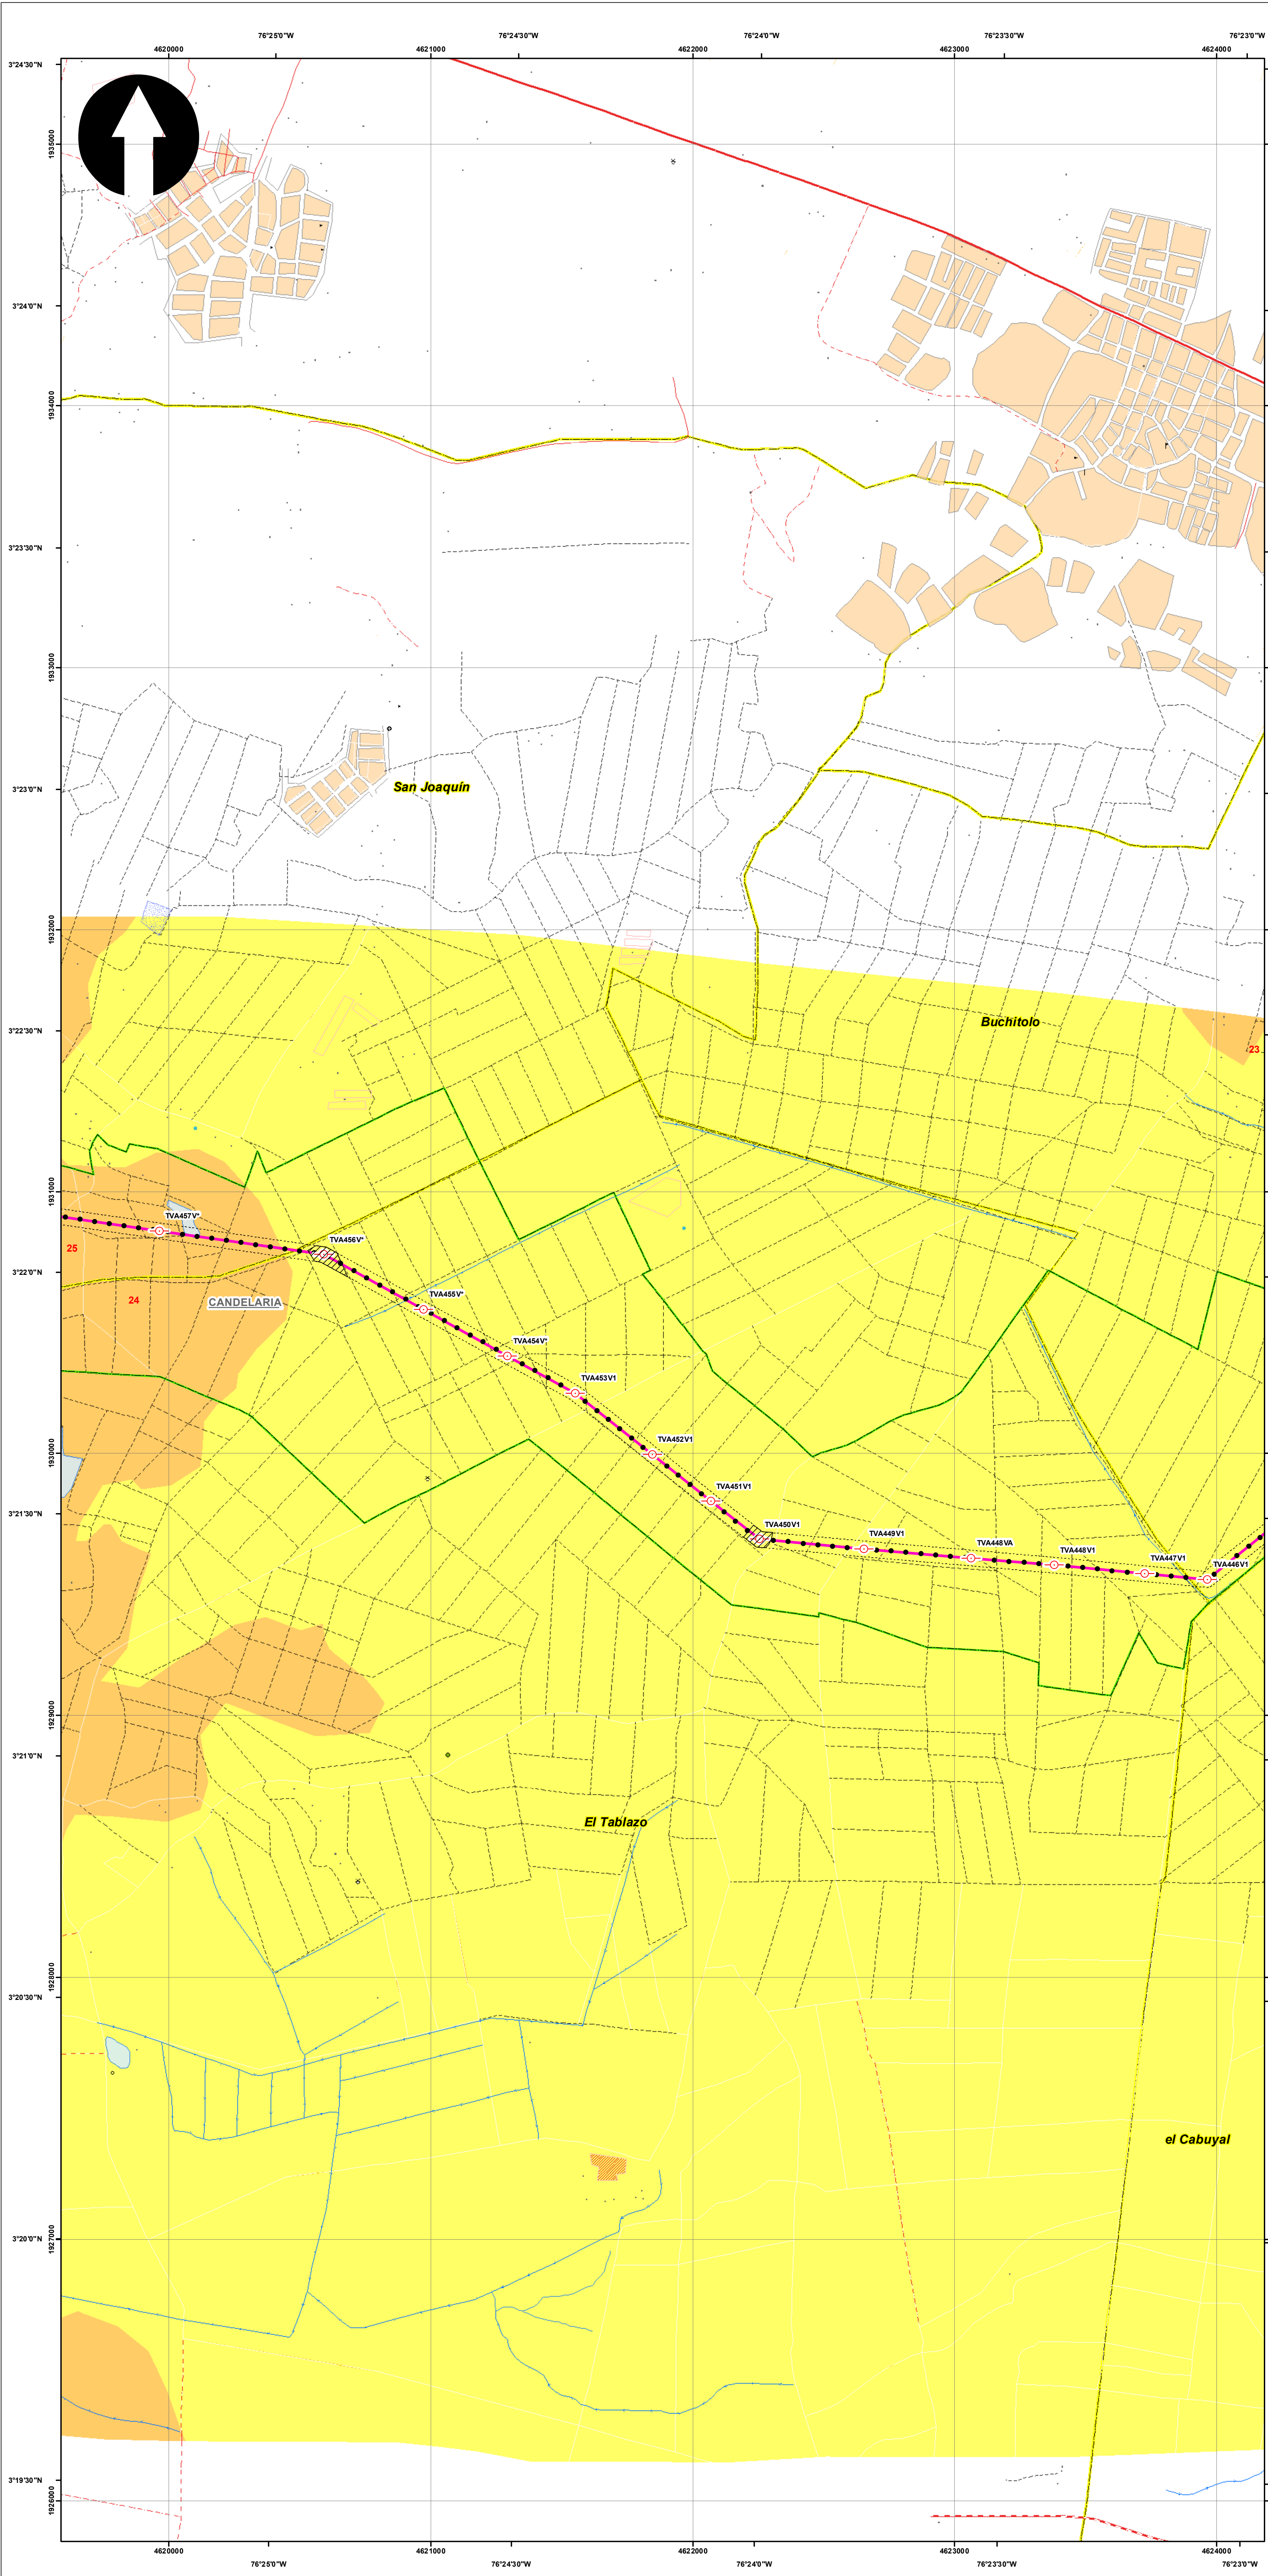 76°25'0"W 76°24'30"W 76°24'0"W 76°23'30"W 76°23'0"W
4620000 4621000 4622000 4623000 4624000
3°24'30"N
1935000
3°24'0"N
1934000
3°23'30"N
1933000
3°23'0"N
San Joaquín
1932000
3°22'30"N
Buchitolo
23
1931000
TVA457V*
TVA456V*
25
3°22'0"N
24
CANDELARIA
TVA455V*
TVA454V*
TVA453V1
TVA452V1
1930000
TVA451V1
3°21'30"N
TVA450V1
TVA449V1
TVA448VA
TVA448V1
TVA447V1
TVA446V1
1929000
3°21'0"N
El Tablazo
1928000
3°20'30"N
el Cabuyal
3°20'0"N
1927000
3°19'30"N
1926000
4620000 4621000 4622000 4623000 4624000
76°25'0"W 76°24'30"W 76°24'0"W 76°23'30"W 76°23'0"W